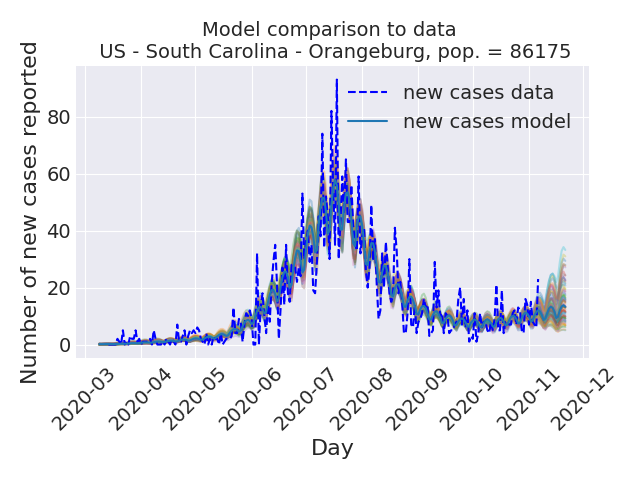 Model comparison to data
US - South Carolina - Orangeburg, pop. = 86175
new cases data
new cases model
Number of new cases reported
80
60
40
20
0
2020-03
2020-04
2020-05
2020-06
2020-07
2020-08
2020-09
2020-10
2020-11
2020-12
Day